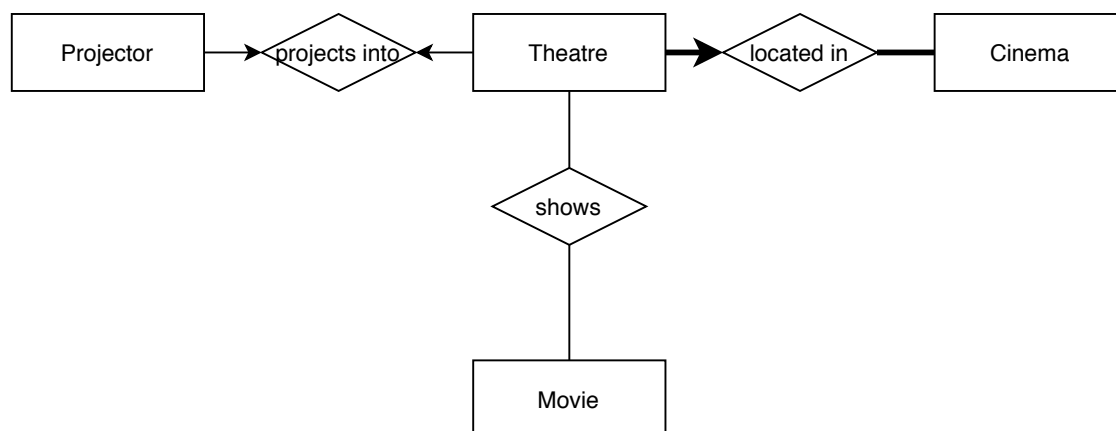 Projector
projects into
Theatre
located in
Cinema
shows
Movie